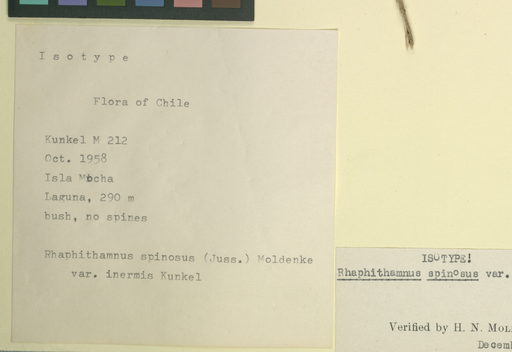 Isotype
Flora of Chile
Kunkel M 212
Oct. 1958
Isla Mocha
Laguna, 290 m
bush, no spines
Rhaphithamnus spinosus (Juss.) Moldenke
var. inermis Kunkel
ISOTYPE!
Rhaphithamnus spinosus var.
Verified by H. N. MOL
Decem